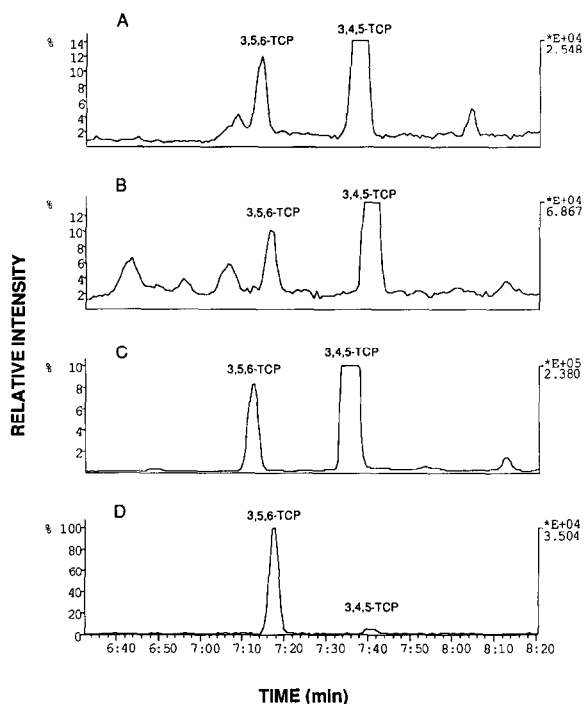 A
%
14
12
10
8
6
4
2
3,5,6-TCP
3,4,5-TCP
*E+04
2.548
B
%
12
10
8
6
4
2
3,5,6-TCP
3,4,5-TCP
*E+04
6.867
RELATIVE INTENSITY
C
%
10
8
6
4
2
3,5,6-TCP
3,4,5-TCP
*E+05
2.380
D
%
100
80
60
40
20
0
3,5,6-TCP
3,4,5-TCP
*E+04
3.504
6:40 6:50 7:00 7:10 7:20 7:30 7:40 7:50 8:00 8:10 8:20
TIME (min)